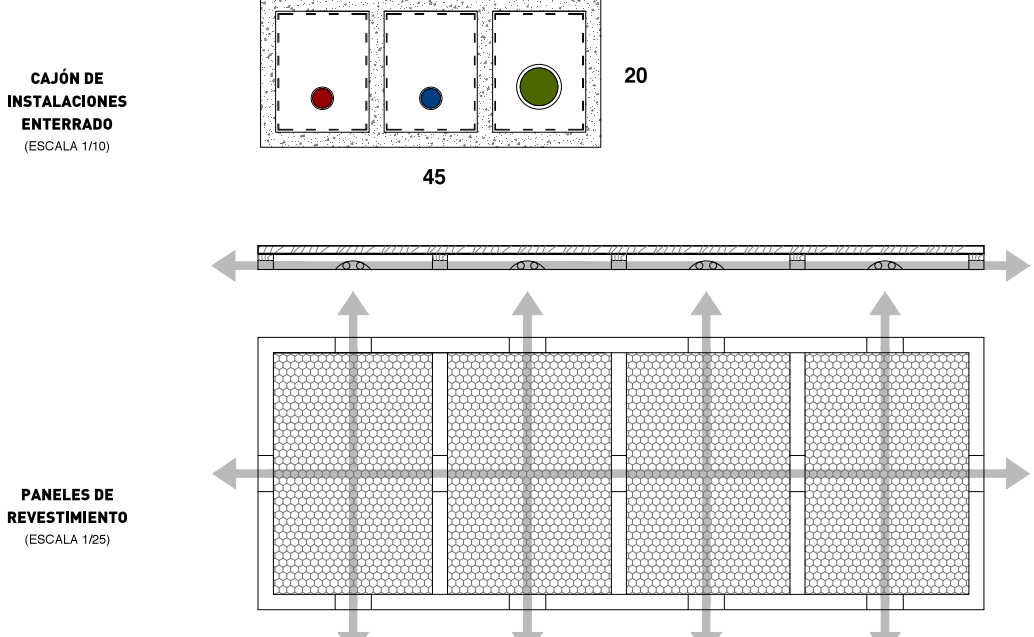 CAJÓN DE
INSTALACIONES
ENTERRADO
(ESCALA 1/10)
20
45
PANELES DE
REVESTIMIENTO
(ESCALA 1/25)